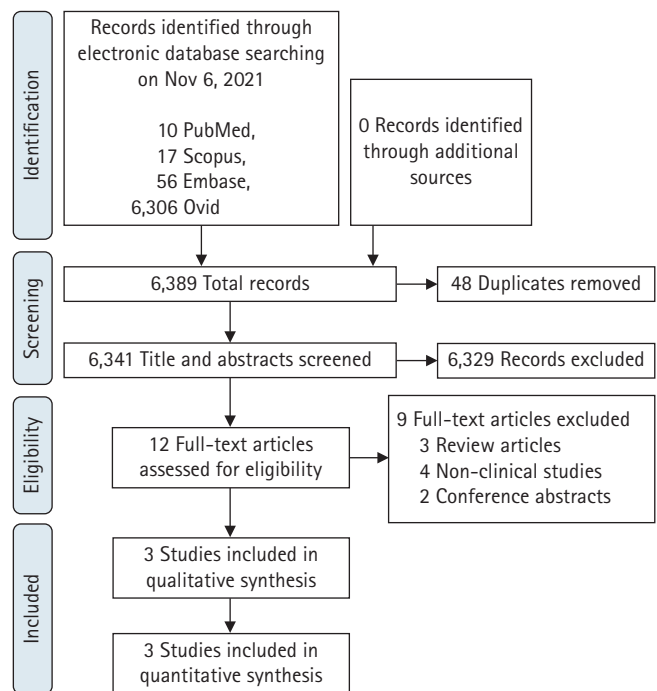 Identification
Records identified through
electronic database searching
on Nov 6, 2021
10 PubMed,
17 Scopus,
56 Embase,
6,306 Ovid
0 Records identified
through additional
sources
Screening
6,389 Total records
48 Duplicates removed
6,341 Title and abstracts screened
6,329 Records excluded
Eligibility
12 Full-text articles
assessed for eligibility
9 Full-text articles excluded
3 Review articles
4 Non-clinical studies
2 Conference abstracts
Included
3 Studies included in
qualitative synthesis
3 Studies included in
quantitative synthesis